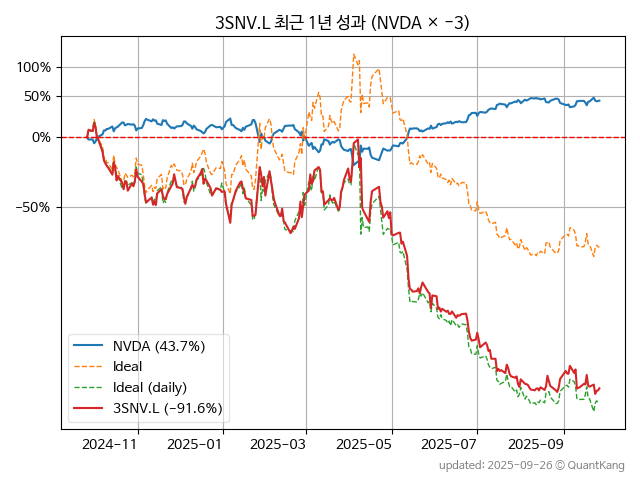 3SNV.L 최근 1년 성과 (NVDA × −3)
100%
50%
0%
−50%
NVDA (43.7%)
Ideal
Ideal (daily)
3SNV.L (−91.6%)
2024-11
2025-01
2025-03
2025-05
2025-07
2025-09
updated: 2025-09-26 © QuantKang